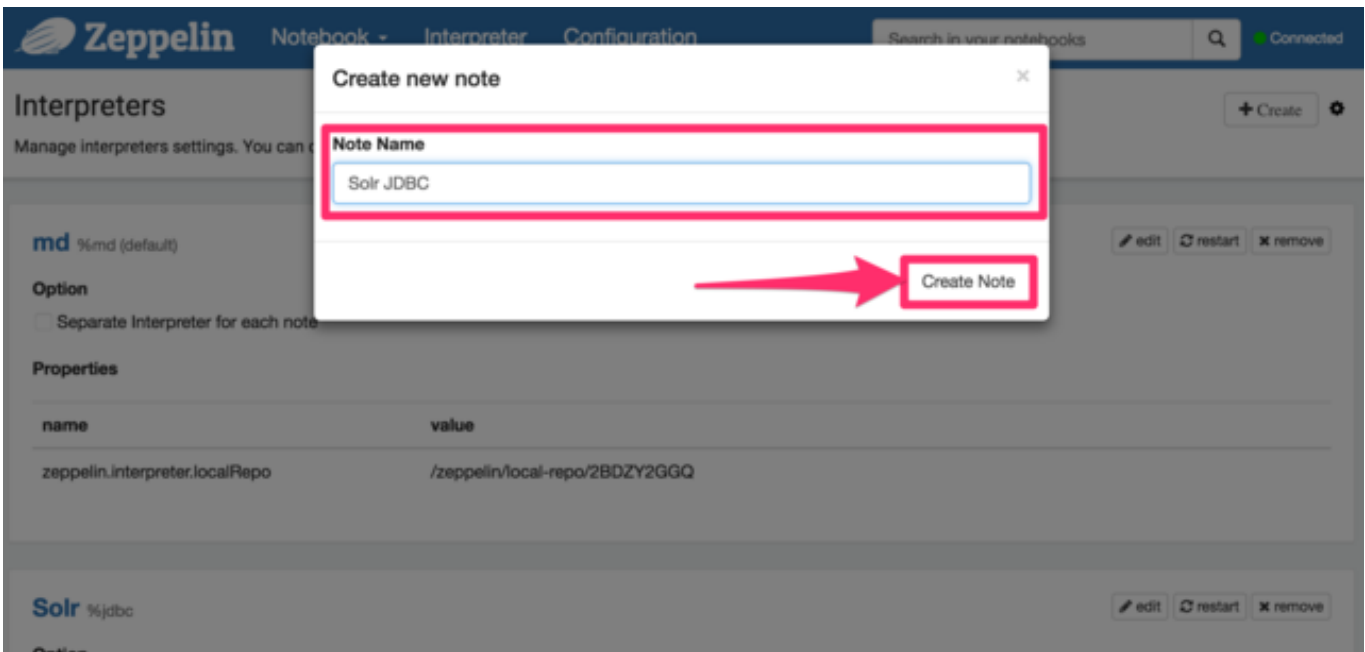 Zeppelin Notebook Interpreter Configuration Search in your notebooks Connected
Create new note ×
Interpreters
+ Create
Manage interpreters settings. You can
Note Name
Solr JDBC
md %md (default)
edit restart remove
Create Note
Option
Separate Interpreter for each note
Properties
name value
zeppelin.interpreter.localRepo /zeppelin/local-repo/2BDZY2GGQ
Solr %jdbc
edit restart remove
Option